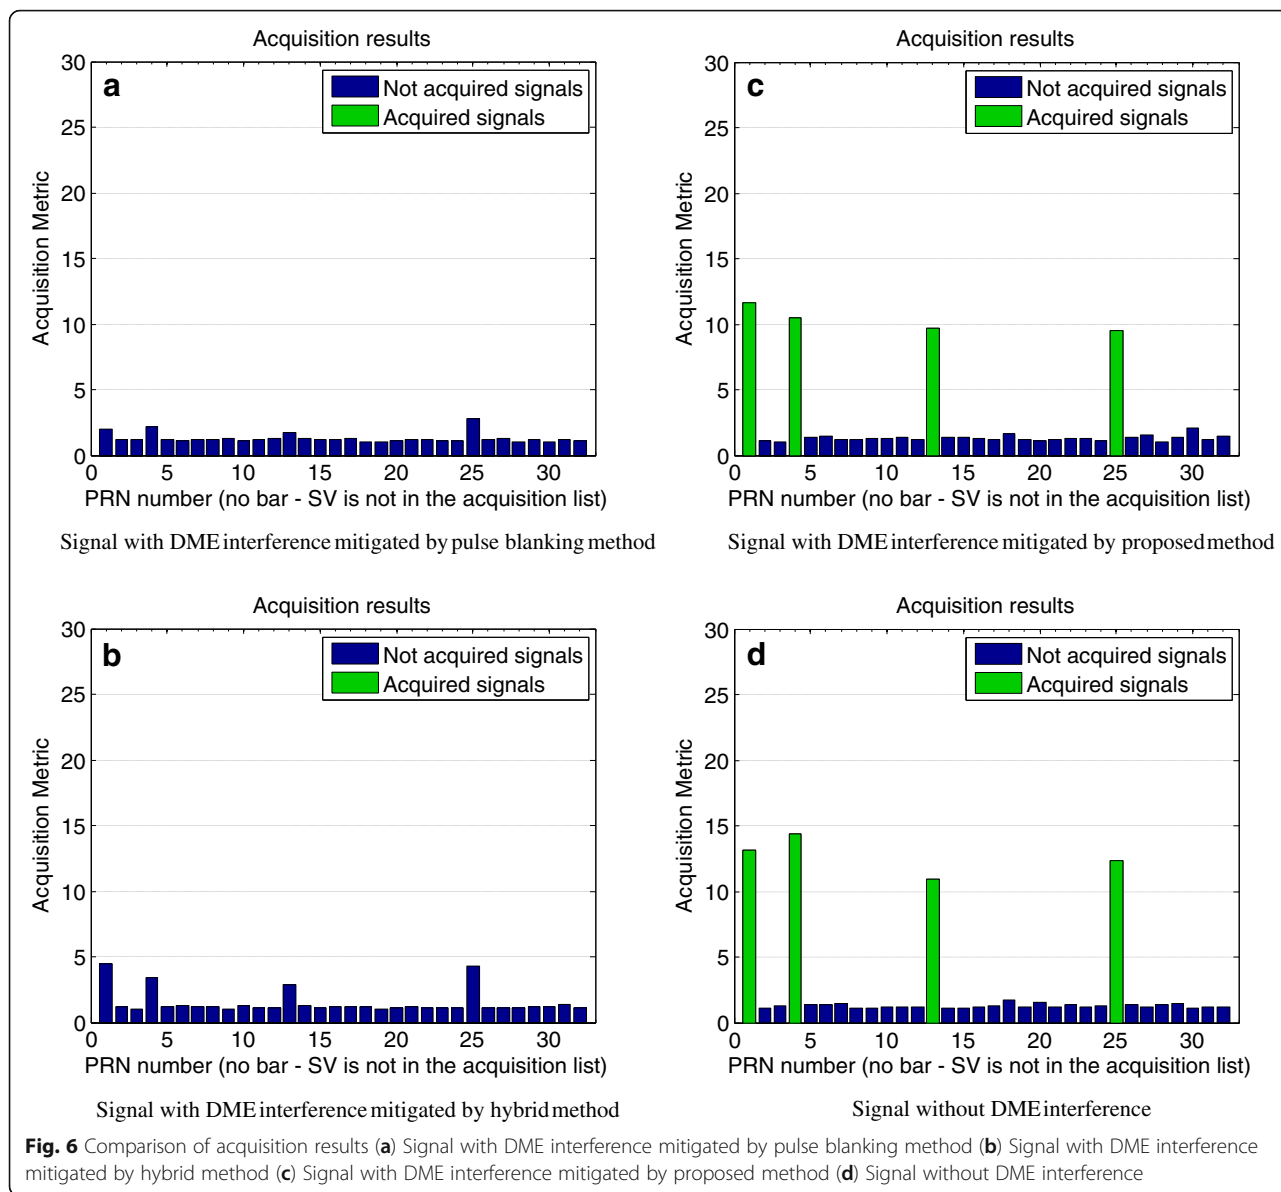 Acquisition results
a
30
25
20
15
10
5
0
Acquisition Metric
Not acquired signals
Acquired signals
0 5 10 15 20 25 30
PRN number (no bar - SV is not in the acquisition list)
Signal with DME interference mitigated by pulse blanking method
Acquisition results
c
30
25
20
15
10
5
0
Acquisition Metric
Not acquired signals
Acquired signals
0 5 10 15 20 25 30
PRN number (no bar - SV is not in the acquisition list)
Signal with DME interference mitigated by proposed method
Acquisition results
b
30
25
20
15
10
5
0
Acquisition Metric
Not acquired signals
Acquired signals
0 5 10 15 20 25 30
PRN number (no bar - SV is not in the acquisition list)
Signal with DME interference mitigated by hybrid method
Acquisition results
d
30
25
20
15
10
5
0
Acquisition Metric
Not acquired signals
Acquired signals
0 5 10 15 20 25 30
PRN number (no bar - SV is not in the acquisition list)
Signal without DME interference
Fig. 6 Comparison of acquisition results (a) Signal with DME interference mitigated by pulse blanking method (b) Signal with DME interference
mitigated by hybrid method (c) Signal with DME interference mitigated by proposed method (d) Signal without DME interference